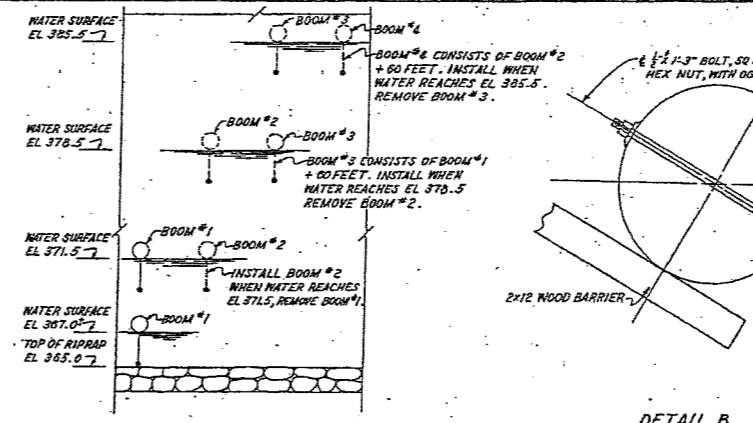 WATER SURFACE
EL 385.5
BOOM #3
BOOM #4
BOOM #4 CONSISTS OF BOOM #2
+ 60 FEET. INSTALL WHEN
WATER REACHES EL 385.5.
REMOVE BOOM #3.
WATER SURFACE
EL 378.5
BOOM #2
BOOM #3
BOOM #3 CONSISTS OF BOOM #1
+ 60 FEET. INSTALL WHEN
WATER REACHES EL 378.5
REMOVE BOOM #2.
WATER SURFACE
EL 371.5
BOOM #1
BOOM #2
INSTALL BOOM #2
WHEN WATER REACHES
EL 371.5, REMOVE BOOM #1.
WATER SURFACE
EL 367.0±
BOOM #1
TOP OF RIPRAP
EL 365.0
1'-3" BOLT, SQ
HEX NUT, WITH
2x12 WOOD BARRIER
DETAIL B